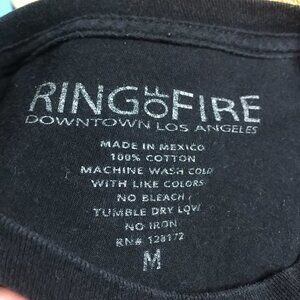 RING OF FIRE
DOWNTOWN LOS ANGELES
MADE IN MEXICO
100% COTTON
MACHINE WASH COLD
WITH LIKE COLORS
NO BLEACH
TUMBLE DRY LOW
NO IRON
RN# 128172
M